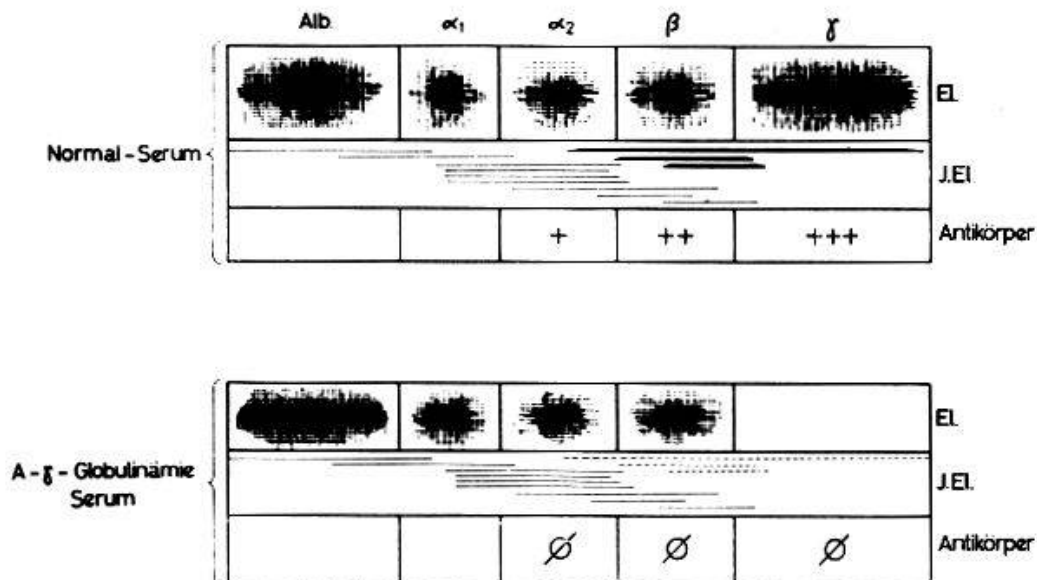 Alb. α₁ α₂ β γ
El.
Normal-Serum
J.El.
+ ++ +++ Antikörper
El.
A-γ-Globulinämie
Serum
J.El.
Ø Ø Ø Antikörper